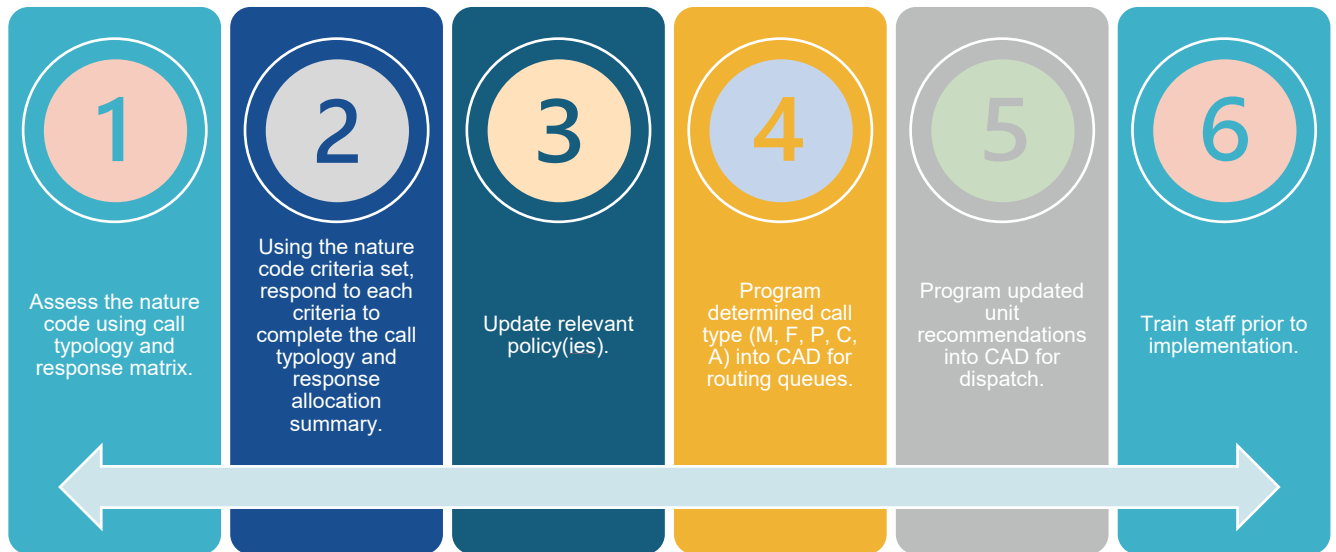 1
Assess the nature
code using call
typology and
response matrix.
2
Using the nature
code criteria set,
respond to each
criteria to
complete the call
typology and
response
allocation
summary.
3
Update relevant
policy(ies).
4
Program
determined call
type (M, F, P, C,
A) into CAD for
routing queues.
5
Program updated
unit
recommendations
into CAD for
dispatch.
6
Train staff prior to
implementation.